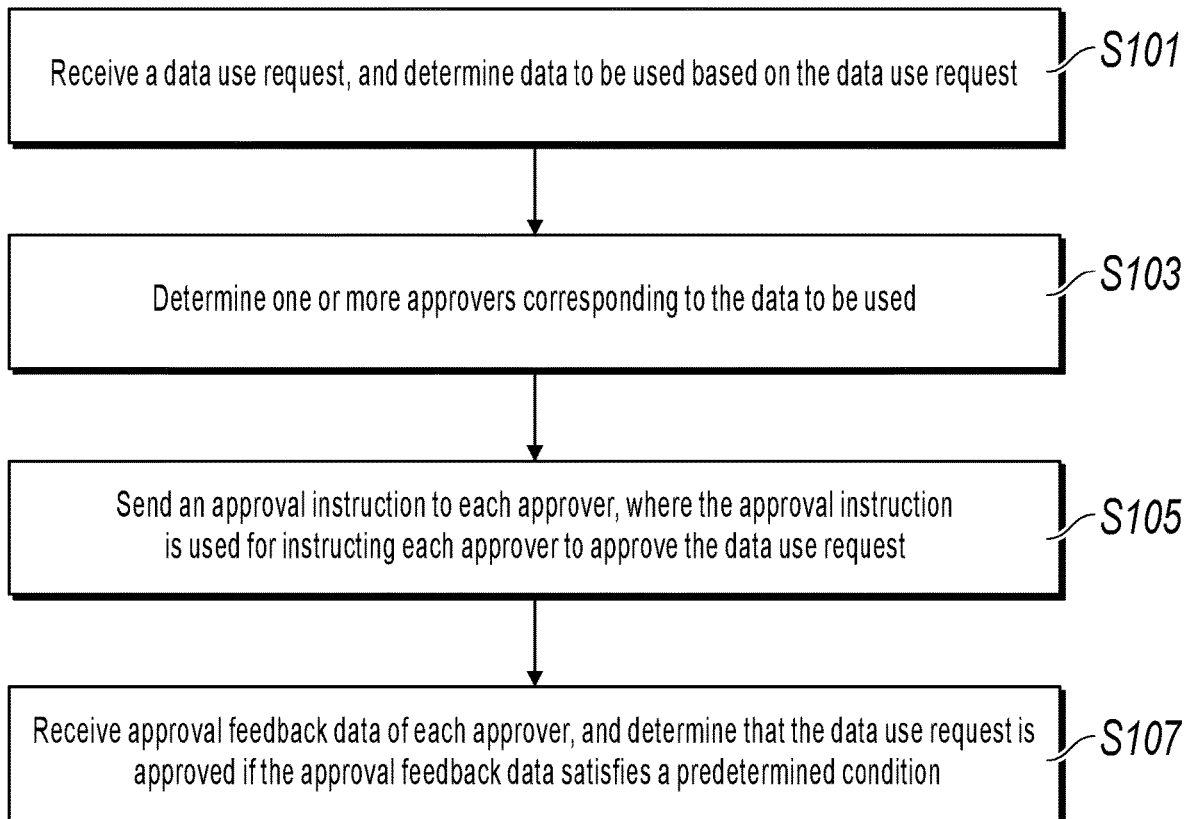 Receive a data use request, and determine data to be used based on the data use request
S101
Determine one or more approvers corresponding to the data to be used
S103
Send an approval instruction to each approver, where the approval instruction
is used for instructing each approver to approve the data use request
S105
Receive approval feedback data of each approver, and determine that the data use request is
approved if the approval feedback data satisfies a predetermined condition
S107